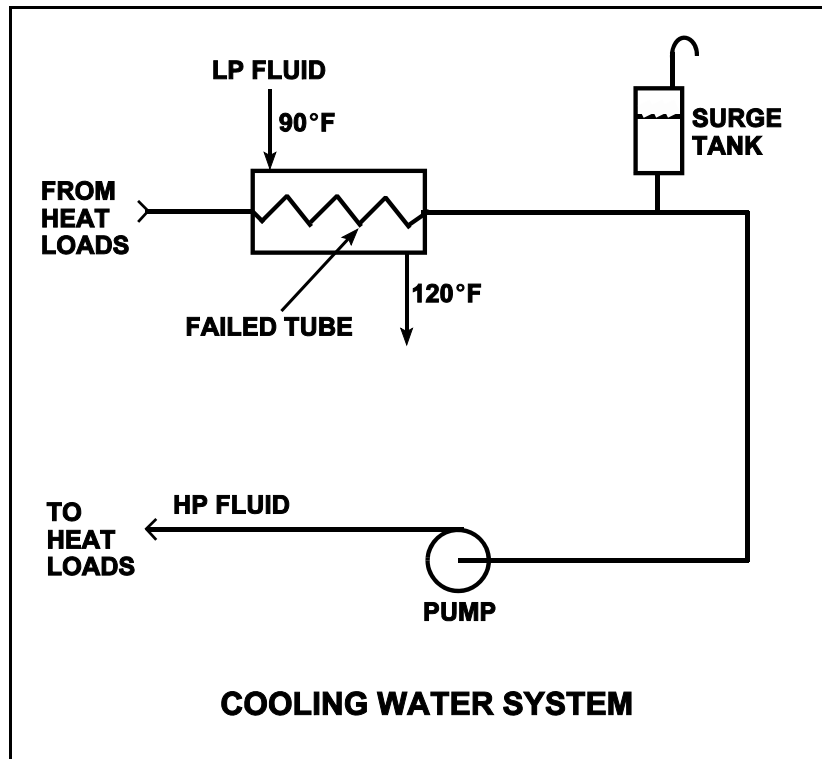 LP FLUID
90°F
SURGE
TANK
FROM
HEAT
LOADS
120°F
FAILED TUBE
HP FLUID
TO
HEAT
LOADS
PUMP
COOLING WATER SYSTEM